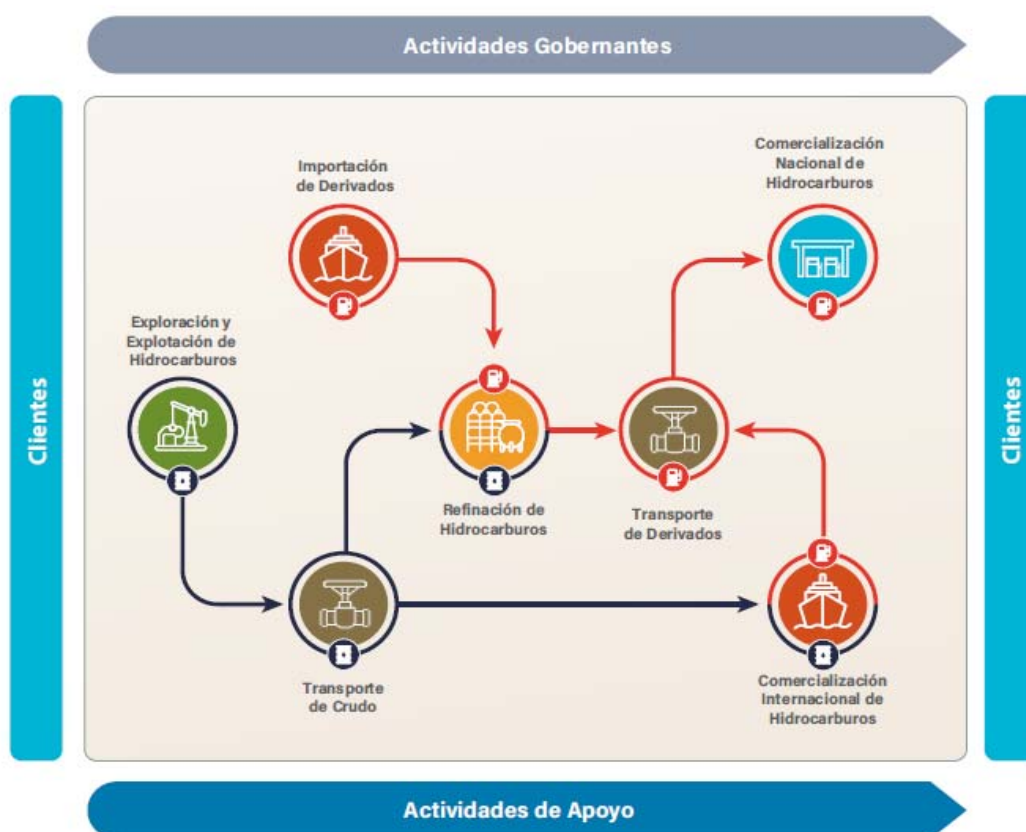 Actividades Gobernantes
Clientes
Importación
de Derivados
Comercialización
Nacional de
Hidrocarburos
Exploración y
Explotación de
Hidrocarburos
Refinación de
Hidrocarburos
Transporte
de Derivados
Transporte
de Crudo
Comercialización
Internacional de
Hidrocarburos
Clientes
Actividades de Apoyo